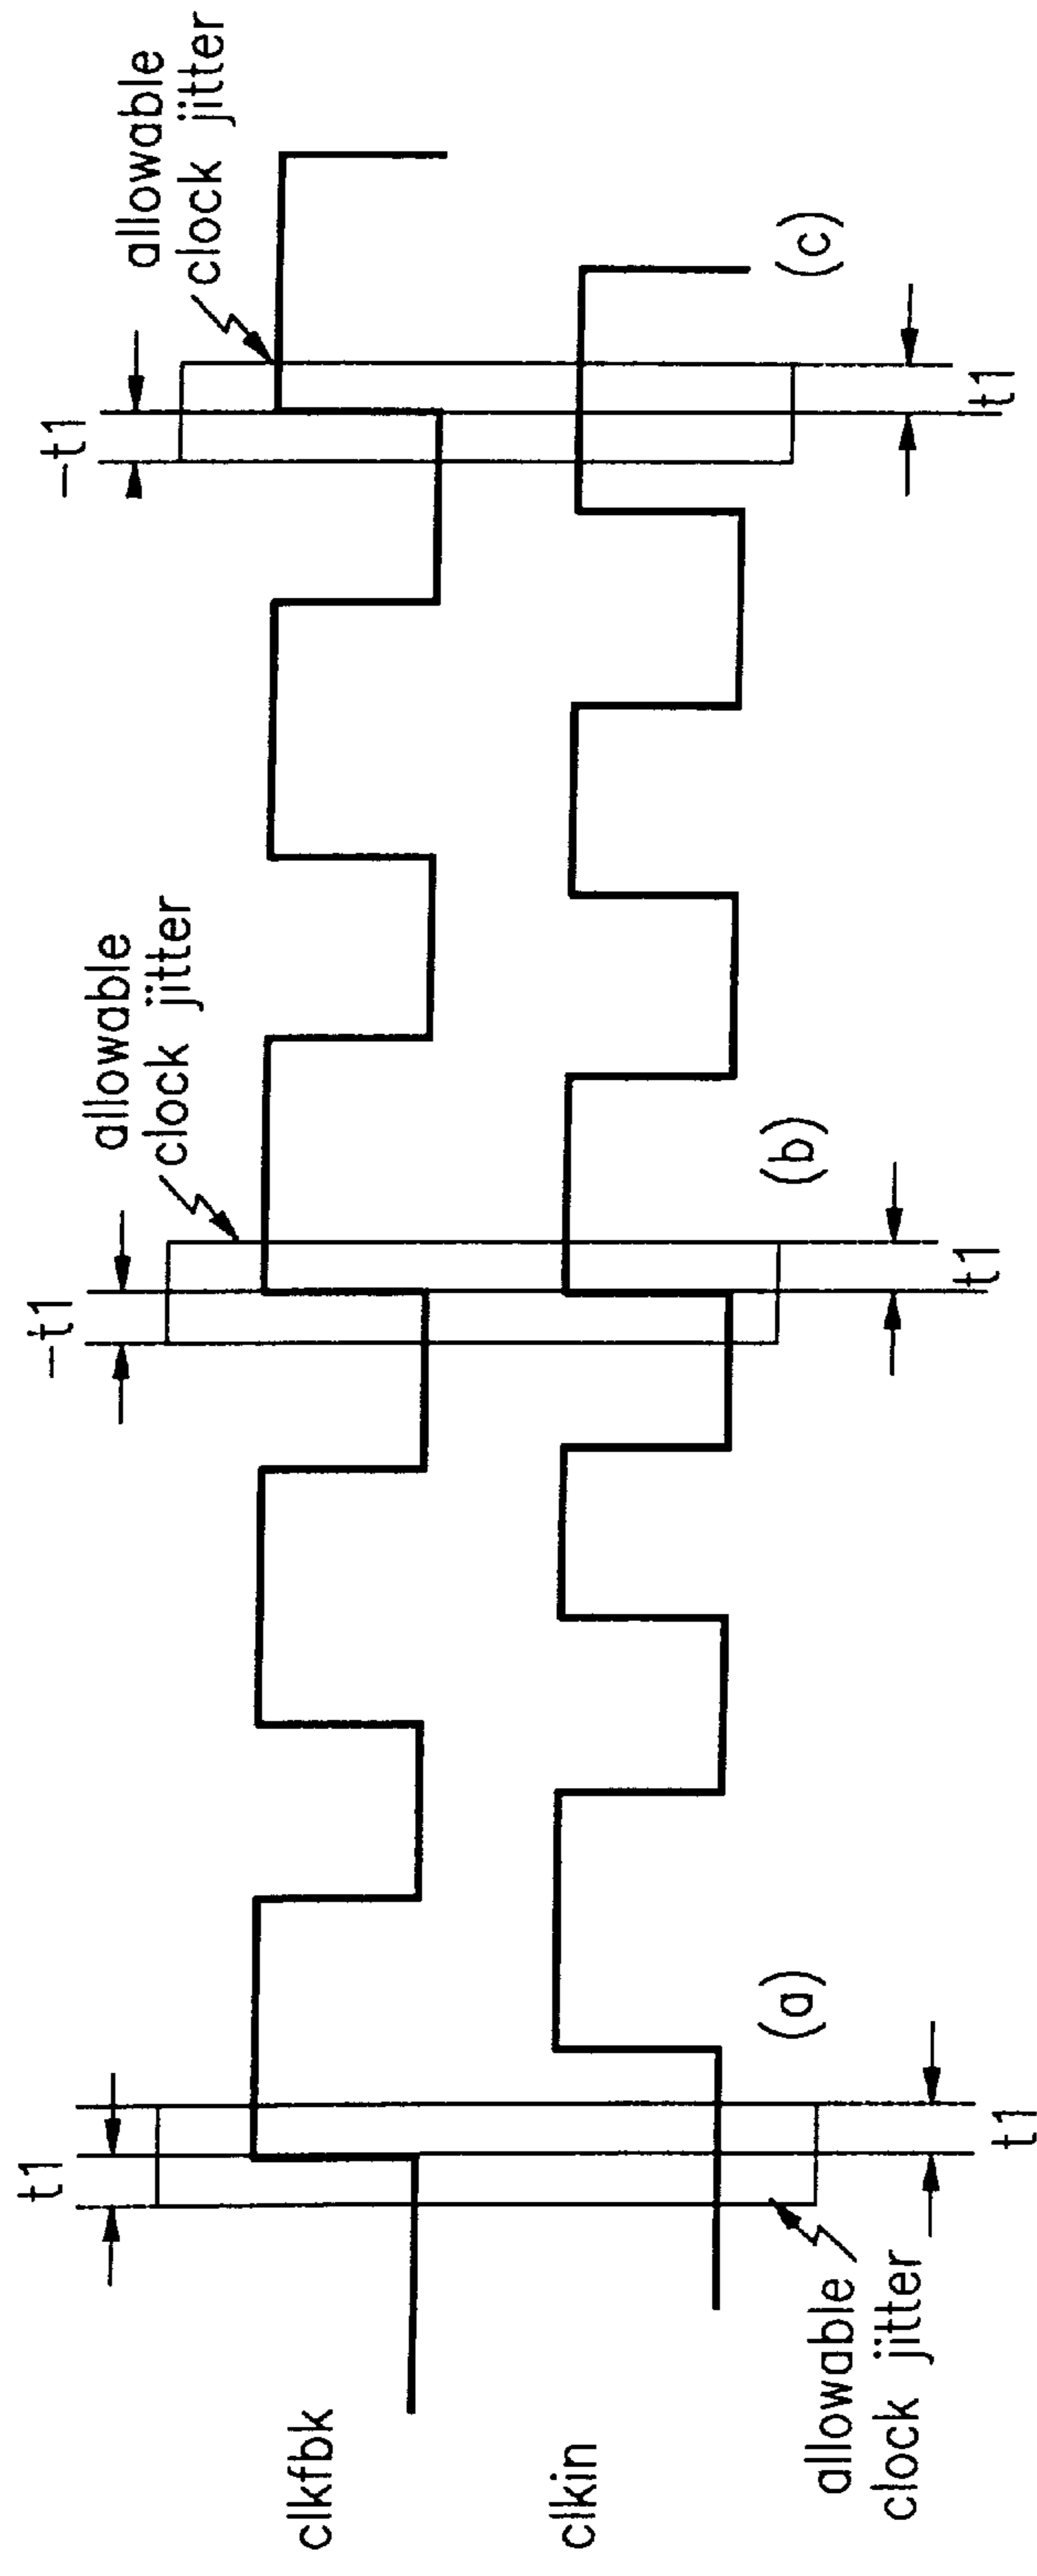 clkfbk
clkin
t1
t1
allowable
clock jitter
(a)
-t1
t1
allowable
clock jitter
(b)
-t1
t1
allowable
clock jitter
(c)